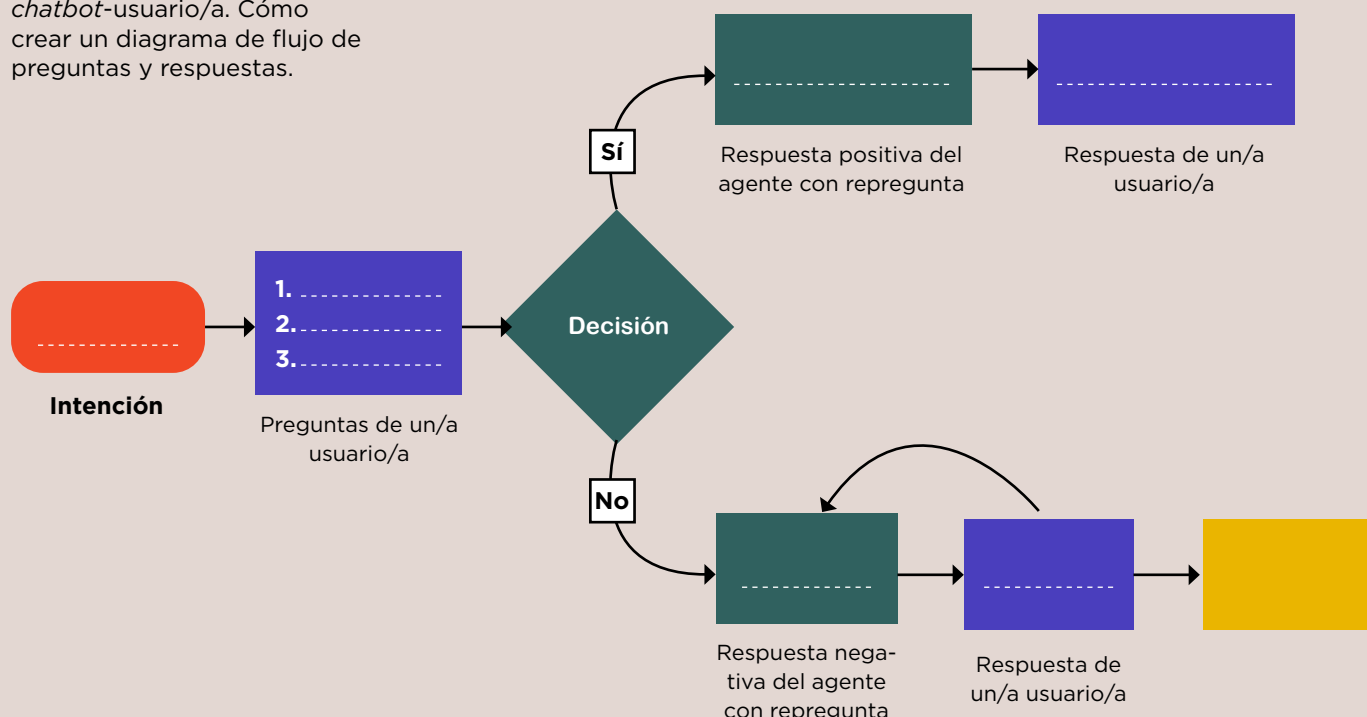 chatbot-usuario/a. Cómo
crear un diagrama de flujo de
preguntas y respuestas.
Sí
Respuesta positiva del
agente con repregunta
Respuesta de un/a
usuario/a
Intención
1.
2.
3.
Preguntas de un/a
usuario/a
Decisión
No
Respuesta nega-
tiva del agente
con repregunta
Respuesta de
un/a usuario/a